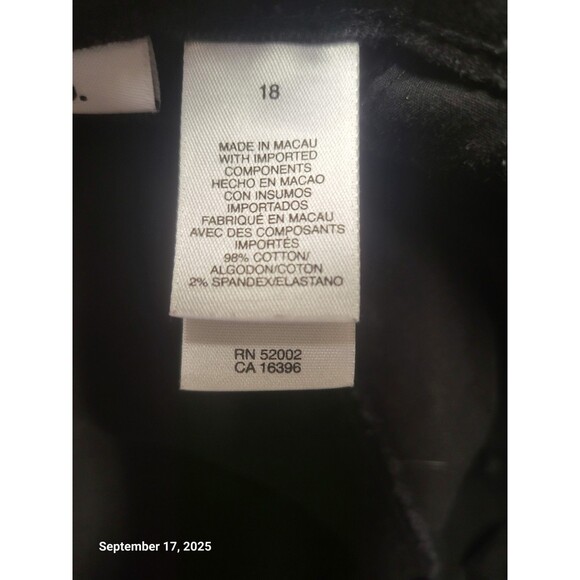 18
MADE IN MACAU
WITH IMPORTED
COMPONENTS
HECHO EN MACAO
CON INSUMOS
IMPORTADOS
FABRIQUÉ EN MACAU
AVEC DES COMPOSANTS
IMPORTÉS
98% COTTON/
ALGODON/COTON
2% SPANDEX/ELASTANO
RN 52002
CA 16396
September 17, 2025